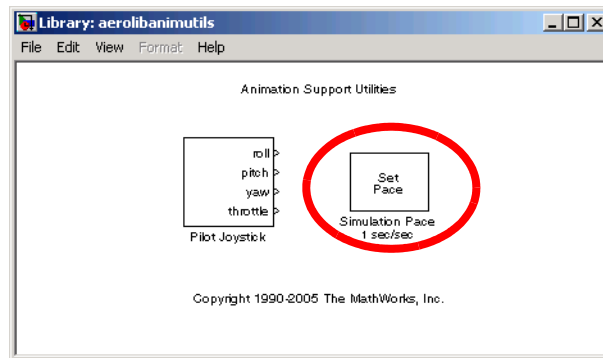 Library: aerolibanimutils
File Edit View Format Help
Animation Support Utilities
roll
pitch
yaw
throttle
Pilot Joystick
Set
Pace
Simulation Pace
1 sec/sec
Copyright 1990-2005 The MathWorks, Inc.